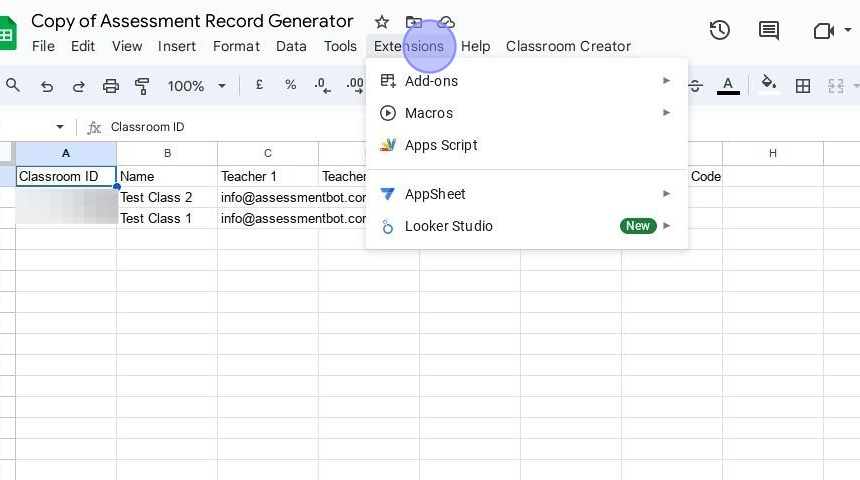 Copy of Assessment Record Generator
File Edit View Insert Format Data Tools Extensions Help Classroom Creator
100% £ % .0 .00
Add-ons
Macros
Apps Script
AppSheet
Looker Studio New
fx Classroom ID
A B C H
Classroom ID Name Teacher 1 Teacher Code
Test Class 2 info@assessmentbot.cor
Test Class 1 info@assessmentbot.cor